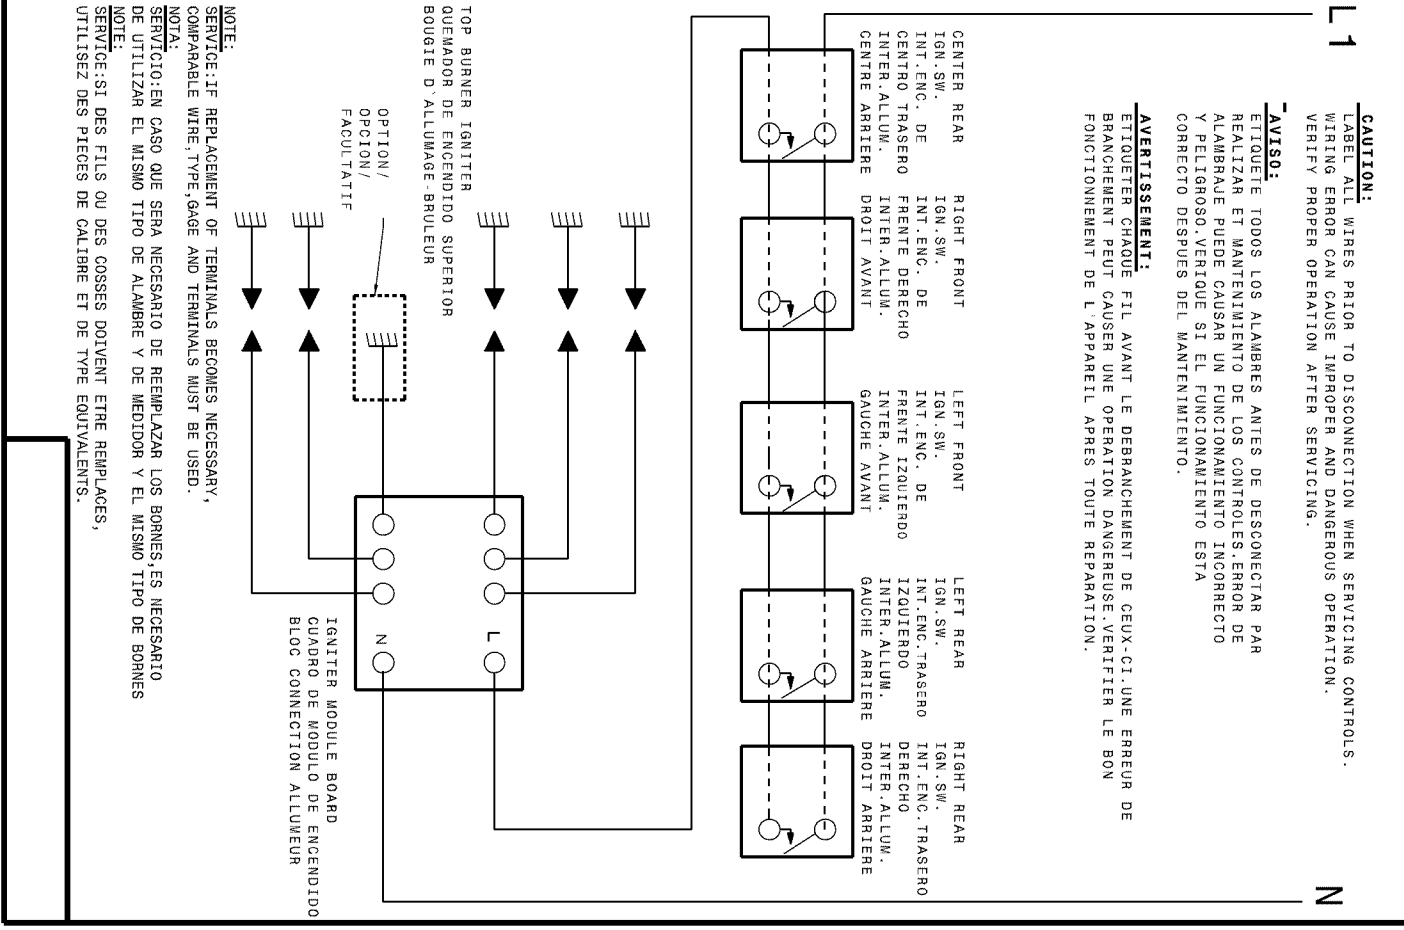 L1
N
CAUTION:
LABEL ALL WIRES PRIOR TO DISCONNECTION WHEN SERVICING CONTROLS.
WIRING ERROR CAN CAUSE IMPROPER AND DANGEROUS OPERATION.
VERIFY PROPER OPERATION AFTER SERVICING.
AVISO:
ETIQUETE TODOS LOS ALAMBRES ANTES DE DESCONECTAR PAR
REALIZAR ET MANTENIMIENTO DE LOS CONTROLES.ERROR DE
ALAMBRAJE PUEDE CAUSAR UN FUNCIONAMIENTO INCORRECTO
Y PELIGROSO.VERIQUE SI EL FUNCIONAMIENTO ESTA
CORRECTO DESPUES DEL MANTENIMIENTO.
AVERTISSEMENT:
ETIQUETER CHAQUE FIL AVANT LE DEBRANCHEMENT DE CEUX-CI.UNE ERREUR DE
BRANCHEMENT PEUT CAUSER UNE OPERATION DANGEREUSE.VERIFIER LE BON
FONCTIONNEMENT DE L'APPAREIL APRES TOUTE REPARATION.
CENTER REAR
IGN.SW.
INT.ENC. DE
CENTRO TRASERO
INTER.ALLUM.
CENTRE ARRIERE
RIGHT FRONT
IGN.SW.
INT.ENC. DE
FRENTE DERECHO
INTER.ALLUM.
DROIT AVANT
LEFT FRONT
IGN.SW.
INT.ENC. DE
FRENTE IZQUIERDO
INTER.ALLUM.
GAUCHE AVANT
LEFT REAR
IGN.SW.
INT.ENC.TRASERO
IZQUIERDO
INTER.ALLUM.
GAUCHE ARRIERE
RIGHT REAR
IGN.SW.
INT.ENC.TRASERO
DERECHO
INTER.ALLUM.
DROIT ARRIERE
TOP BURNER IGNITER
QUEMADOR DE ENCENDIDO SUPERIOR
BOUGIE D'ALLUMAGE-BRULEUR
OPTION/
OPCION/
FACULTATIF
L
N
IGNITER MODULE BOARD
CUADRO DE MODULO DE ENCENDIDO
BLOC CONNECTION ALLUMEUR
NOTE:
SERVICE:IF REPLACEMENT OF TERMINALS BECOMES NECESSARY,
COMPARABLE WIRE,TYPE,GAGE AND TERMINALS MUST BE USED.
NOTA:
SERVICIO:EN CASO QUE SERA NECESARIO DE REEMPLAZAR LOS BORNES,ES NECESARIO
DE UTILIZAR EL MISMO TIPO DE ALAMBRE Y DE MEDIDOR Y EL MISMO TIPO DE BORNES
NOTE:
SERVICE:SI DES FILS OU DES COSSES DOIVENT ETRE REMPLACES,
UTILISEZ DES PIECES DE CALIBRE ET DE TYPE EQUIVALENTS.